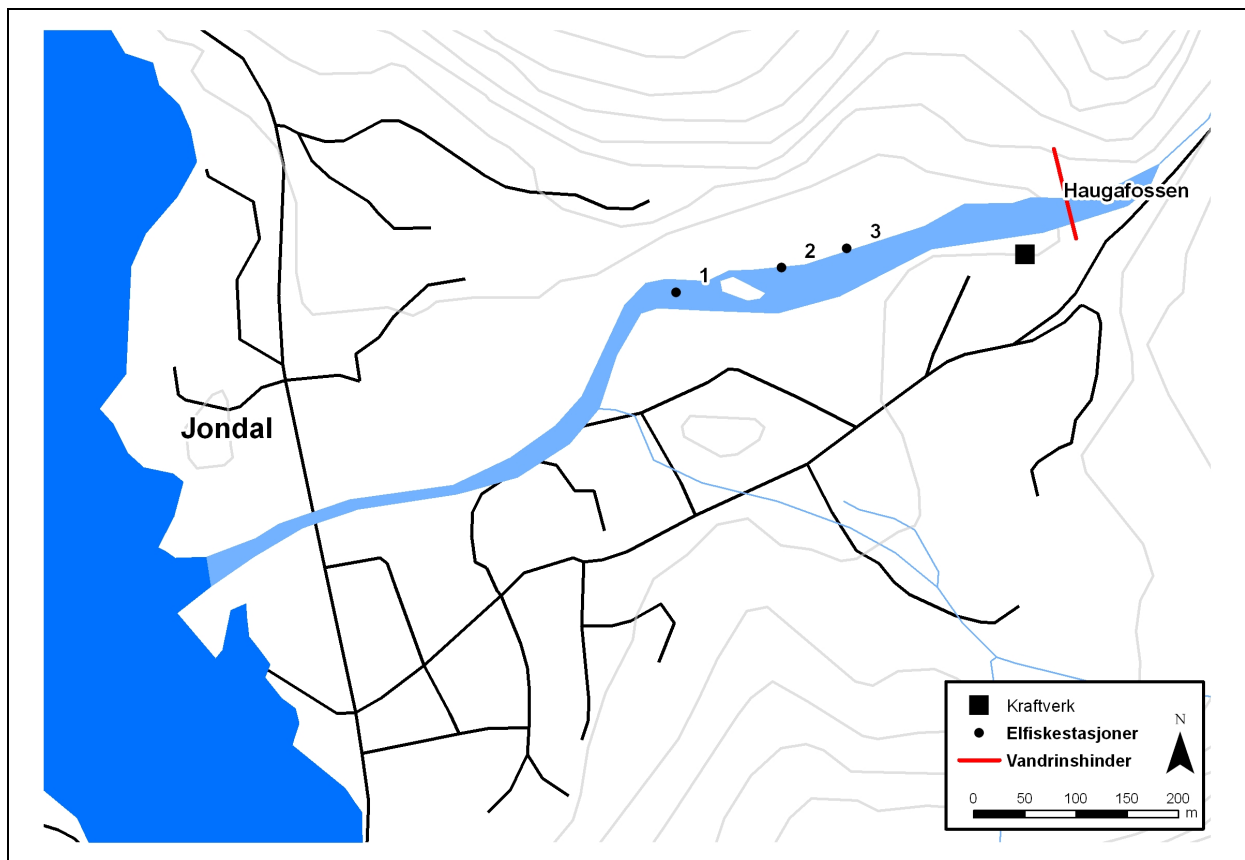 Haugafossen
3
2
1
Jondal
Kraftverk
Elfiskestasjoner
Vandrinshinder
N
0 50 100 150 200
m